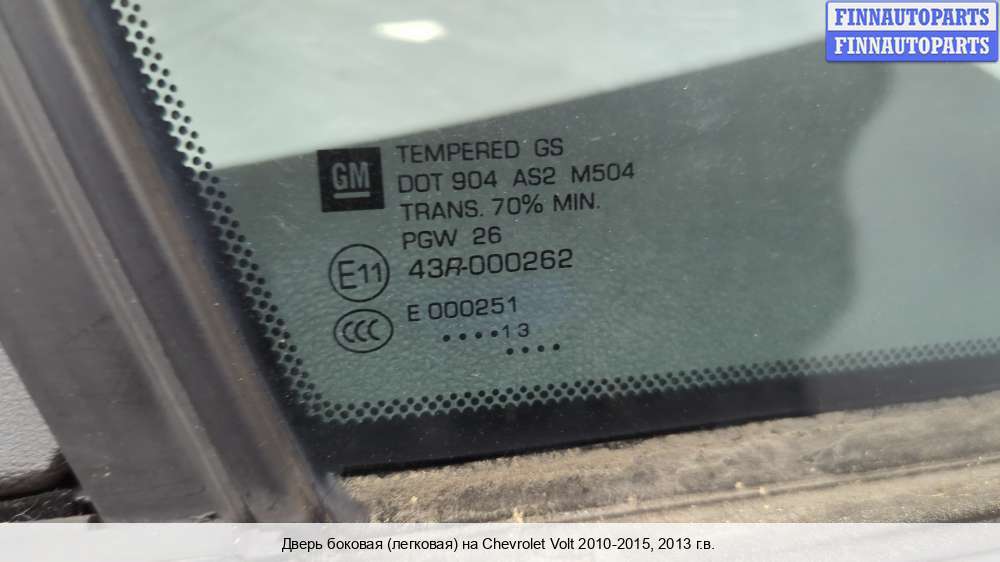 FINNAUTOPARTS
FINNAUTOPARTS
GM
TEMPERED GS
DOT 904 AS2 M504
TRANS. 70% MIN.
PGW 26
E11 43R-000262
CCC E 000251
••••13
••••
Дверь боковая (легковая) на Chevrolet Volt 2010-2015, 2013 г.в.